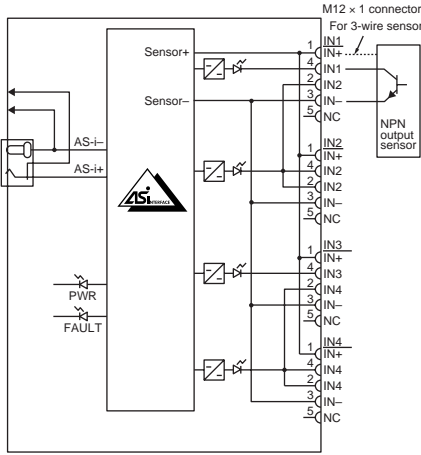 M12 × 1 connector
For 3-wire sensor
IN1
1 IN+
Sensor+
4 IN1
2 IN2
Sensor–
3 IN–
5 NC
NPN
output
sensor
IN2
1 IN+
AS-i–
4 IN2
AS-i+
2 IN2
ASi INTERFACE
3 IN–
5 NC
IN3
1 IN+
4 IN3
PWR
2 IN4
3 IN–
FAULT
5 NC
IN4
1 IN+
4 IN4
2 IN4
3 IN–
5 NC